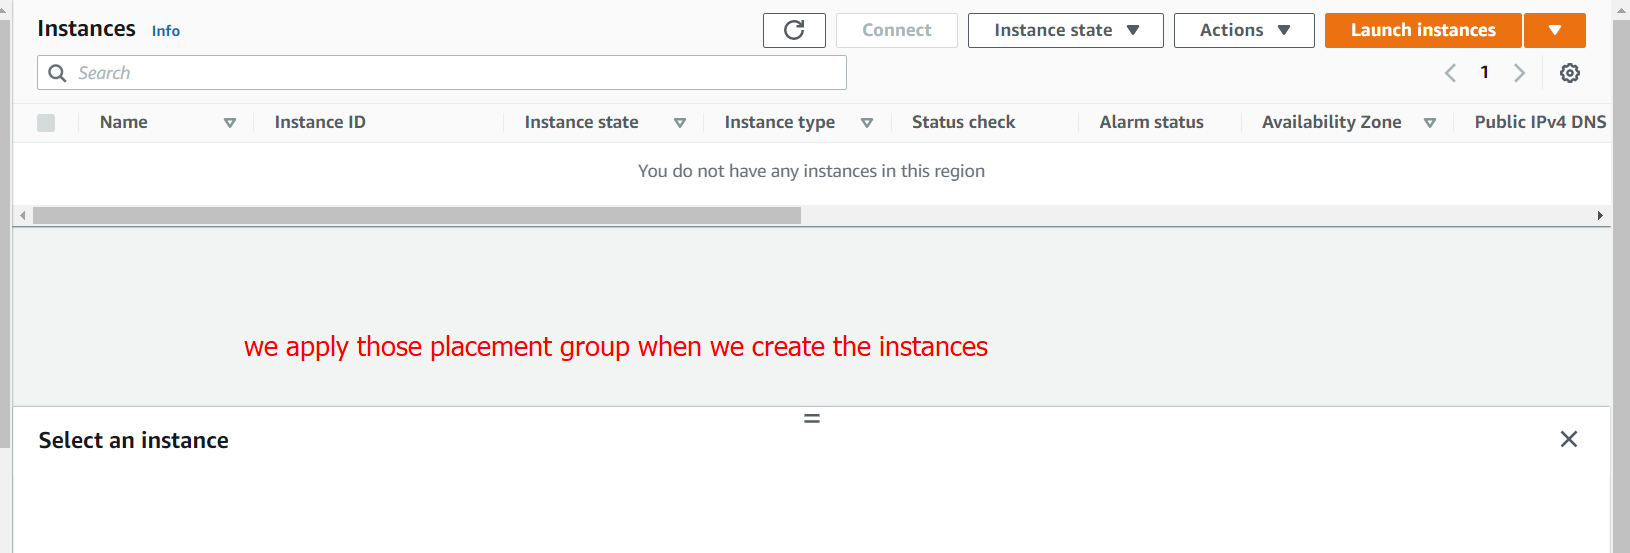 Instances Info Connect Instance state Actions Launch instances
Search 1
Name Instance ID Instance state Instance type Status check Alarm status Availability Zone Public IPv4 DNS
You do not have any instances in this region
we apply those placement group when we create the instances
Select an instance